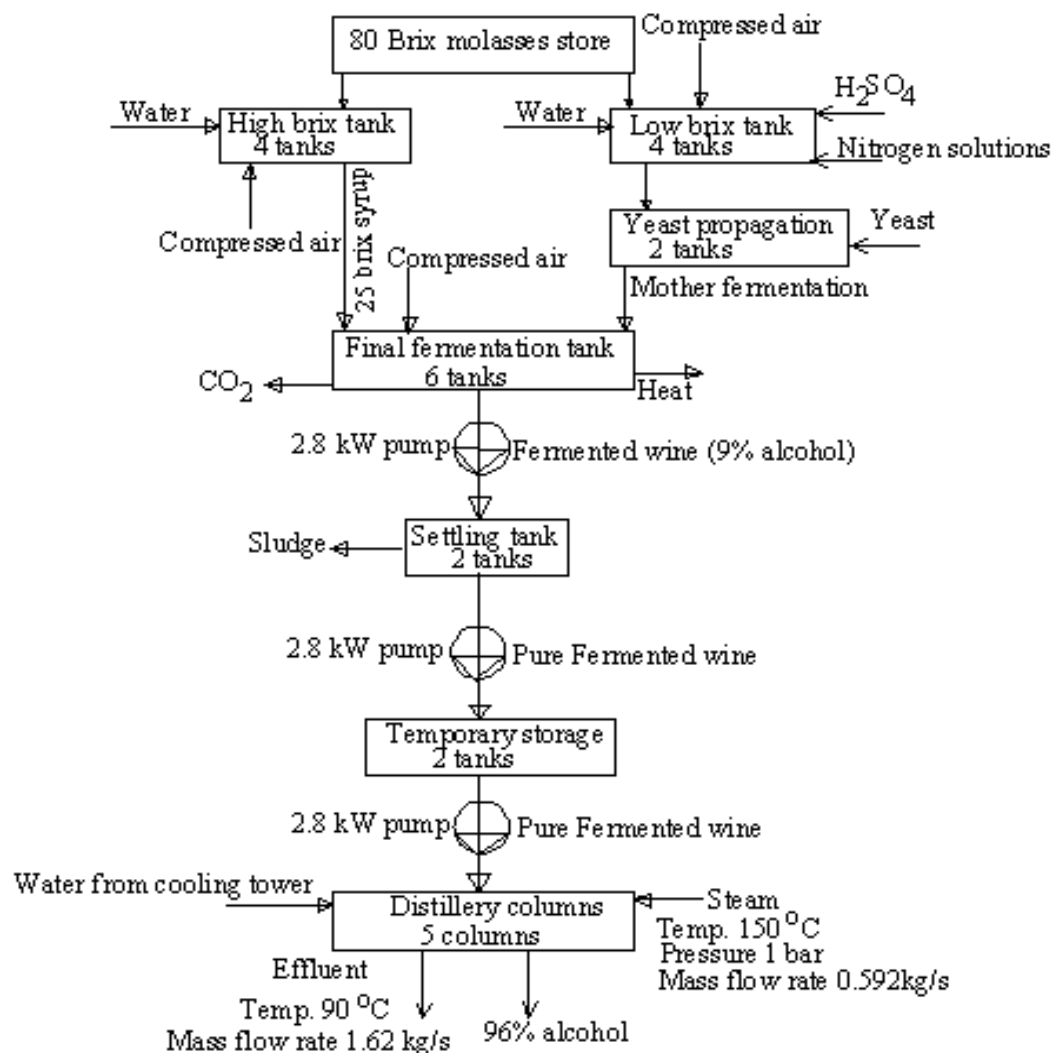 80 Brix molasses store
Compressed air
Water
High brix tank
4 tanks
Water
Low brix tank
4 tanks
H2SO4
Nitrogen solutions
Compressed air
25 brix syrup
Compressed air
Yeast propagation
2 tanks
Yeast
Mother fermentation
Final fermentation tank
6 tanks
CO2
Heat
2.8 kW pump
Fermented wine (9% alcohol)
Settling tank
2 tanks
Sludge
2.8 kW pump
Pure Fermented wine
Temporary storage
2 tanks
2.8 kW pump
Pure Fermented wine
Water from cooling tower
Distillery columns
5 columns
Steam
Temp. 150 °C
Pressure 1 bar
Mass flow rate 0.592kg/s
Effluent
Temp. 90 °C
Mass flow rate 1.62 kg/s
96% alcohol